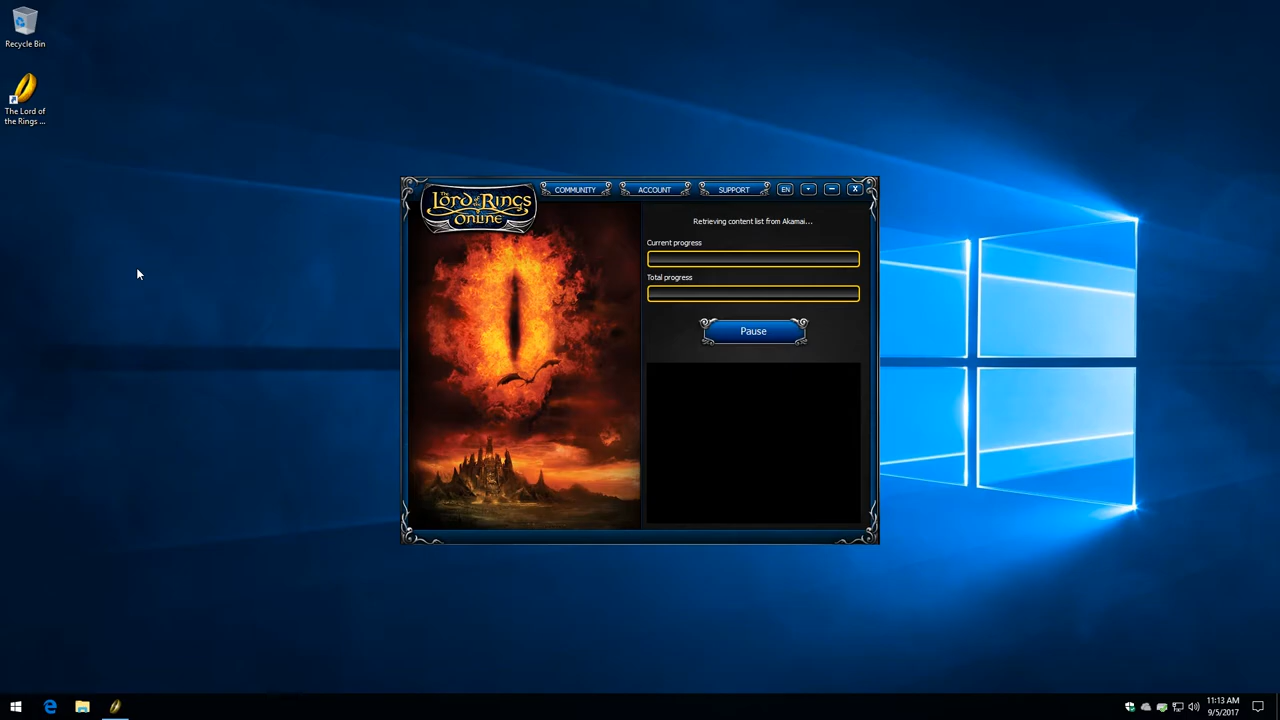 Recycle Bin
The Lord of
the Rings ...
The
Lord of the Rings
Online
COMMUNITY
ACCOUNT
SUPPORT
EN
X
Retrieving content list from Akamai...
Current progress
Total progress
Pause
11:13 AM
9/5/2017